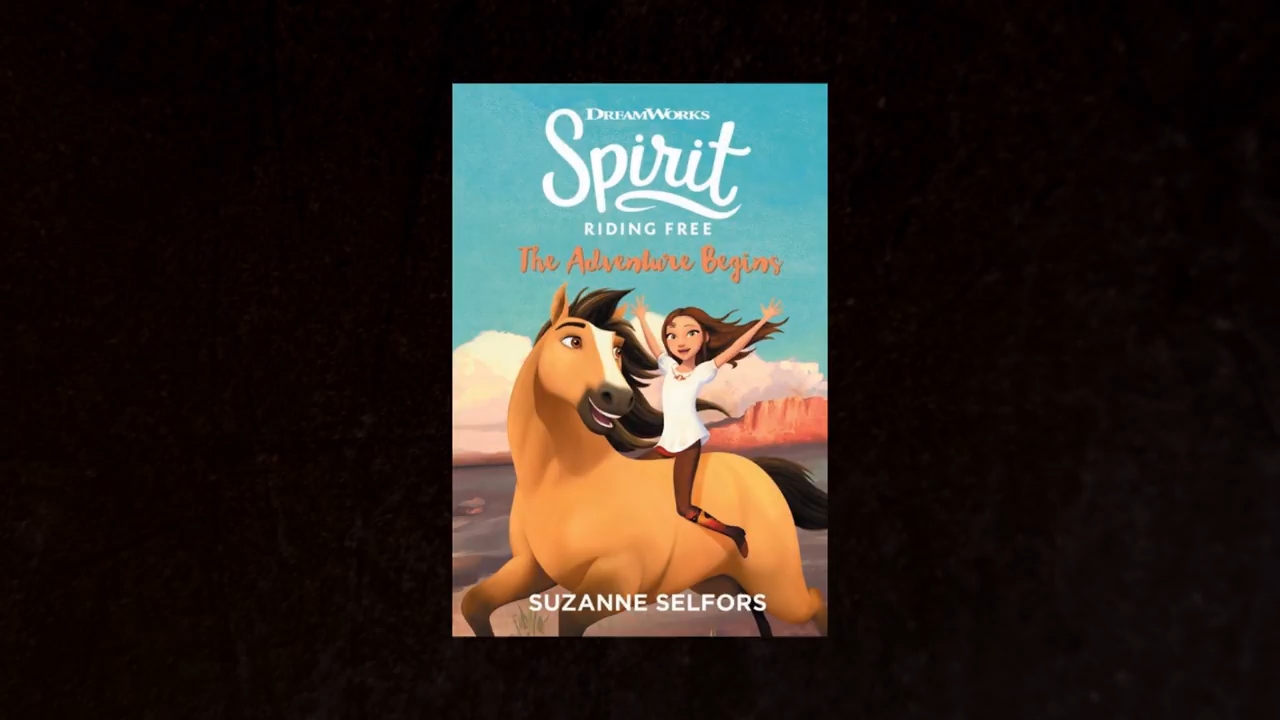 DREAMWORKS
Spirit
RIDING FREE
The Adventure Begins
SUZANNE SELFORS